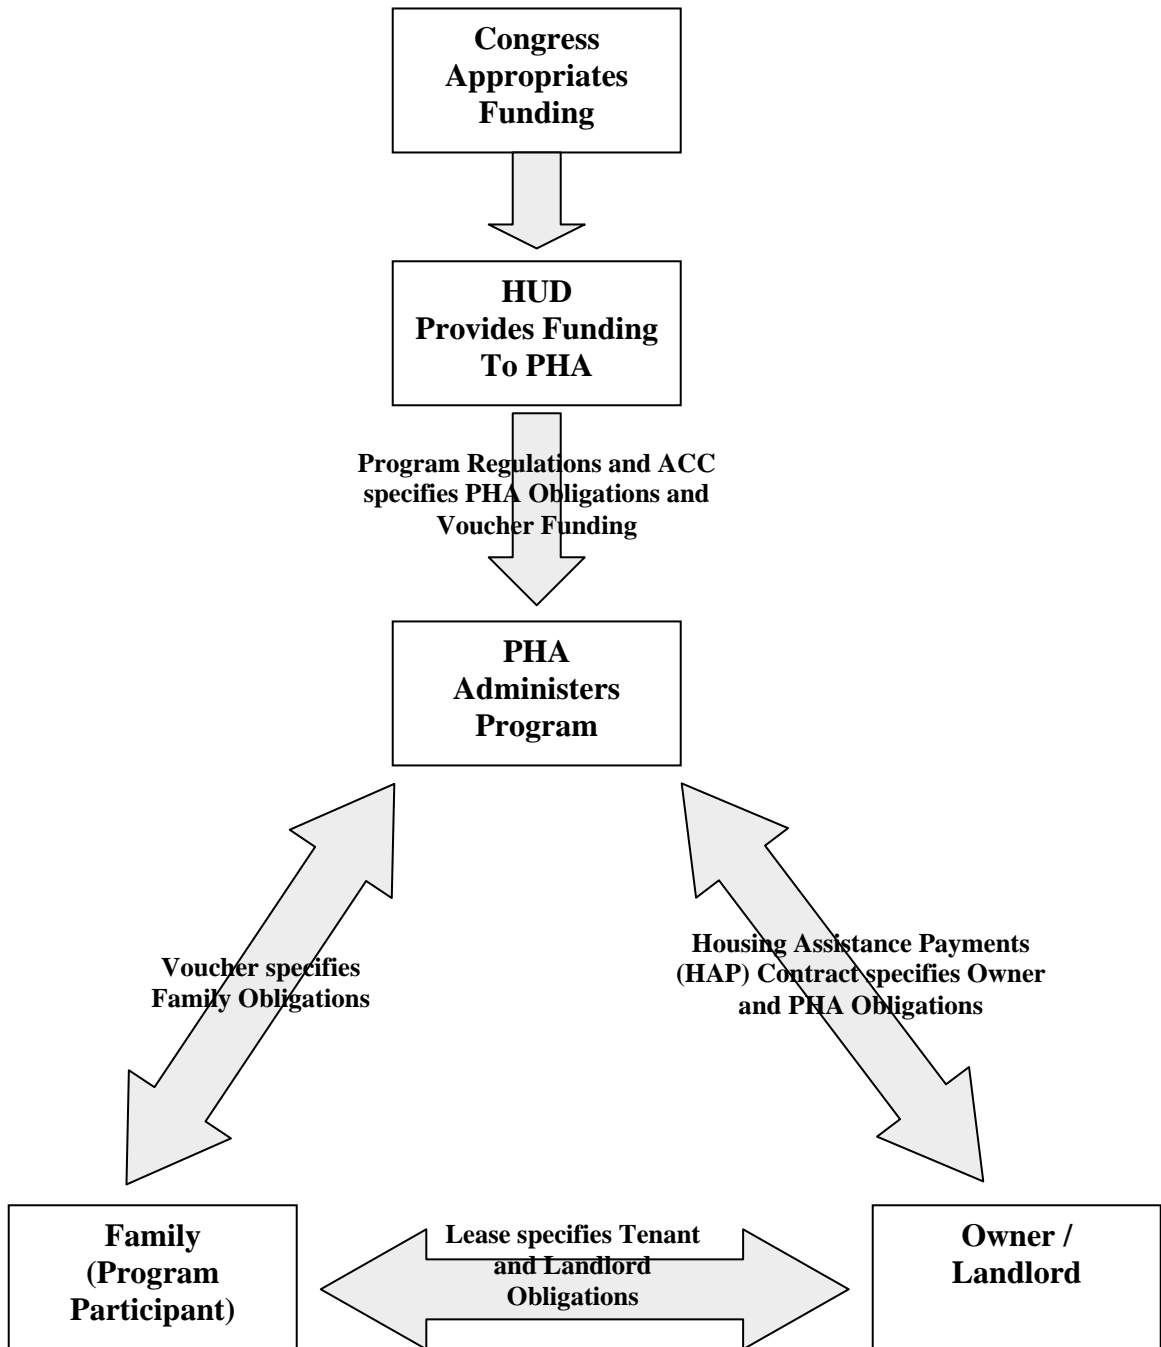 Congress
Appropriates
Funding
HUD
Provides Funding
To PHA
Program Regulations and ACC
specifies PHA Obligations and
Voucher Funding
PHA
Administers
Program
Voucher specifies
Family Obligations
Housing Assistance Payments
(HAP) Contract specifies Owner
and PHA Obligations
Family
(Program
Participant)
Lease specifies Tenant
and Landlord
Obligations
Owner /
Landlord